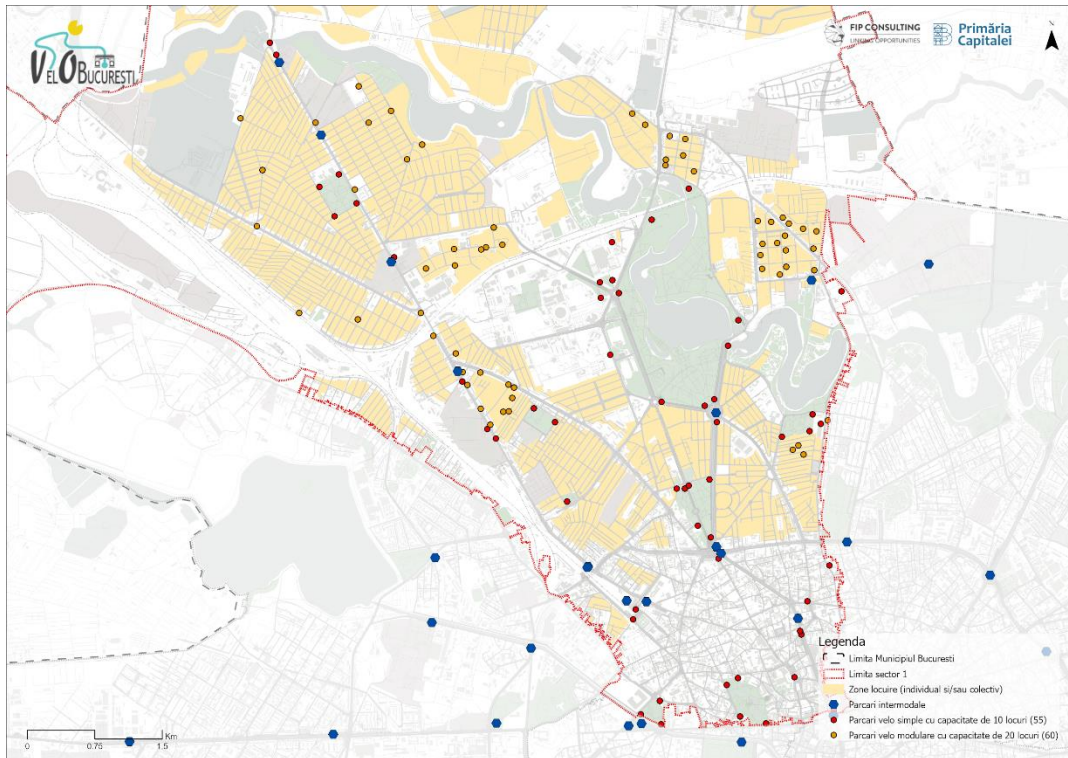 VELOBUCUREȘTI
FIP CONSULTING
LINKING OPPORTUNITIES
Primăria
Capitalei
Legenda
Limita Municipiul Bucuresti
Limita sector 1
Zone locuire (individual si/sau colectiv)
Parcari intermodale
Parcari velo simple cu capacitate de 10 locuri (55)
Parcari velo modulare cu capacitate de 20 locuri (60)
Km
0 0.75 1.5